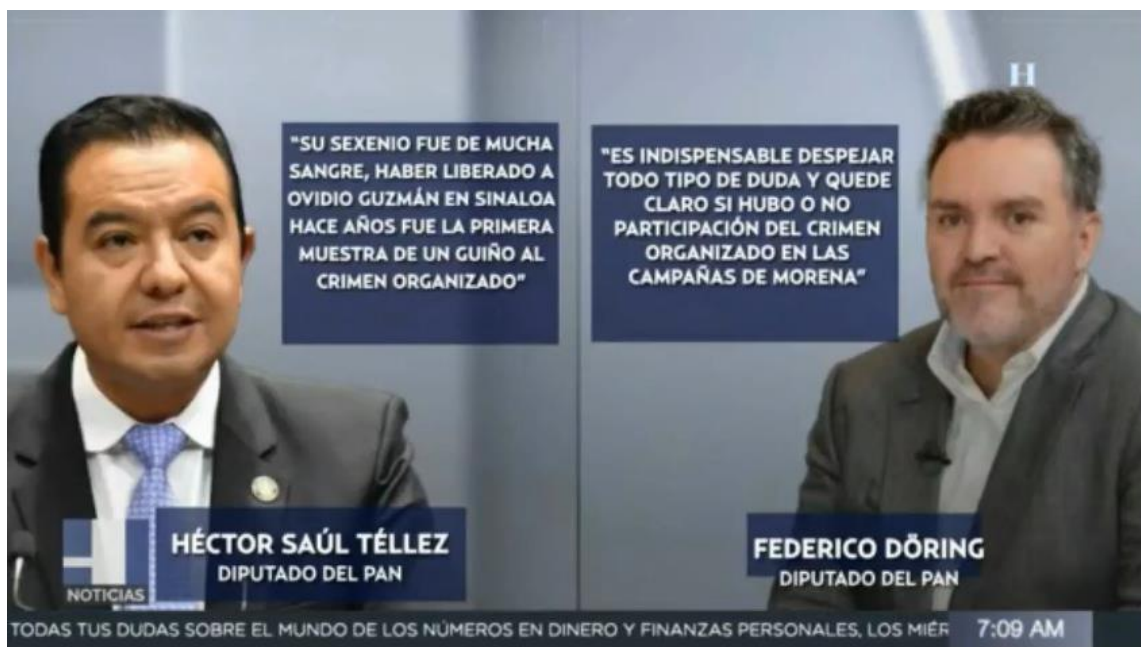 H
"SU SEXENIO FUE DE MUCHA
SANGRE, HABER LIBERADO A
OVIDIO GUZMÁN EN SINALOA
HACE AÑOS FUE LA PRIMERA
MUESTRA DE UN GUIÑO AL
CRIMEN ORGANIZADO"
"ES INDISPENSABLE DESPEJAR
TODO TIPO DE DUDA Y QUEDE
CLARO SI HUBO O NO
PARTICIPACIÓN DEL CRIMEN
ORGANIZADO EN LAS
CAMPAÑAS DE MORENA"
HÉCTOR SAÚL TÉLLEZ
DIPUTADO DEL PAN
FEDERICO DÖRING
DIPUTADO DEL PAN
NOTICIAS
TODAS TUS DUDAS SOBRE EL MUNDO DE LOS NÚMEROS EN DINERO Y FINANZAS PERSONALES, LOS MIÉR
7:09 AM